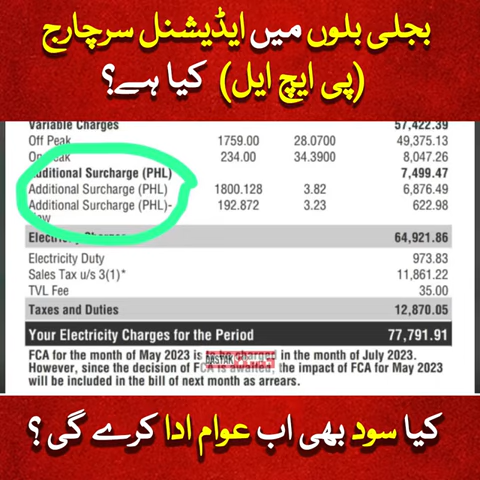 بجلی بلوں میں ایڈیشنل سرچارج
(پی ایچ ایل) کیا ہے؟
Variable Charges 57,422.39
Off Peak 1759.00 28.0700 49,375.13
On Peak 234.00 34.3900 8,047.26
Additional Surcharge (PHL) 7,499.47
Additional Surcharge (PHL) 1800.128 3.82 6,876.49
Additional Surcharge (PHL)- 192.872 3.23 622.98
New
Electricity Charges 64,921.86
Electricity Duty 973.83
Sales Tax u/s 3(1)* 11,861.22
TVL Fee 35.00
Taxes and Duties 12,870.05
Your Electricity Charges for the Period 77,791.91
FCA for the month of May 2023 is to be charged in the month of July 2023.
However, since the decision of FCA is awaited, the impact of FCA for May 2023
will be included in the bill of next month as arrears.
DASTAK
کیا سود بھی اب عوام ادا کرے گی ؟